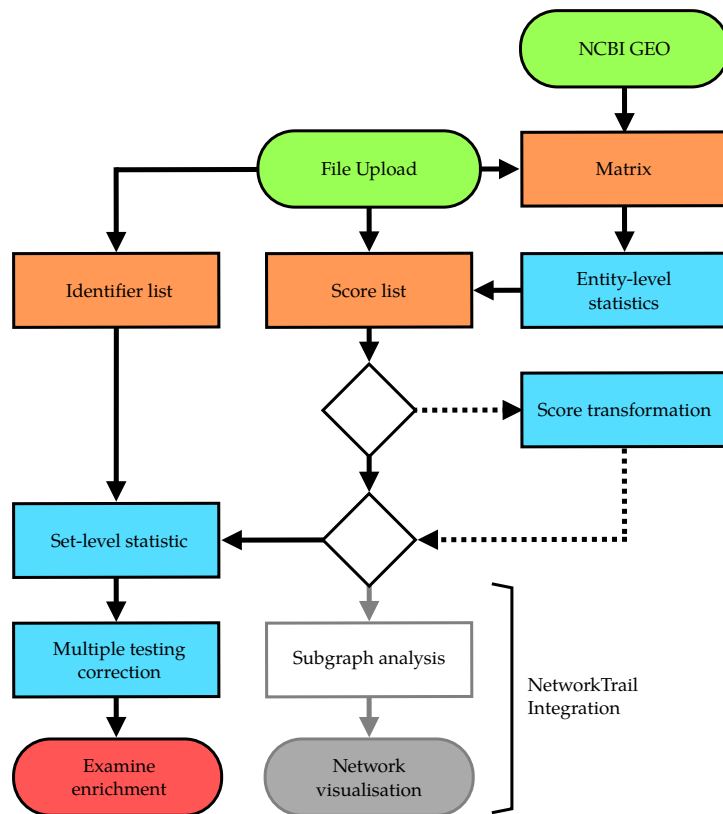 NCBI GEO
File Upload
Matrix
Identifier list
Score list
Entity-level
statistics
Score transformation
Set-level statistic
Multiple testing
correction
Subgraph analysis
NetworkTrail
Integration
Examine
enrichment
Network
visualisation